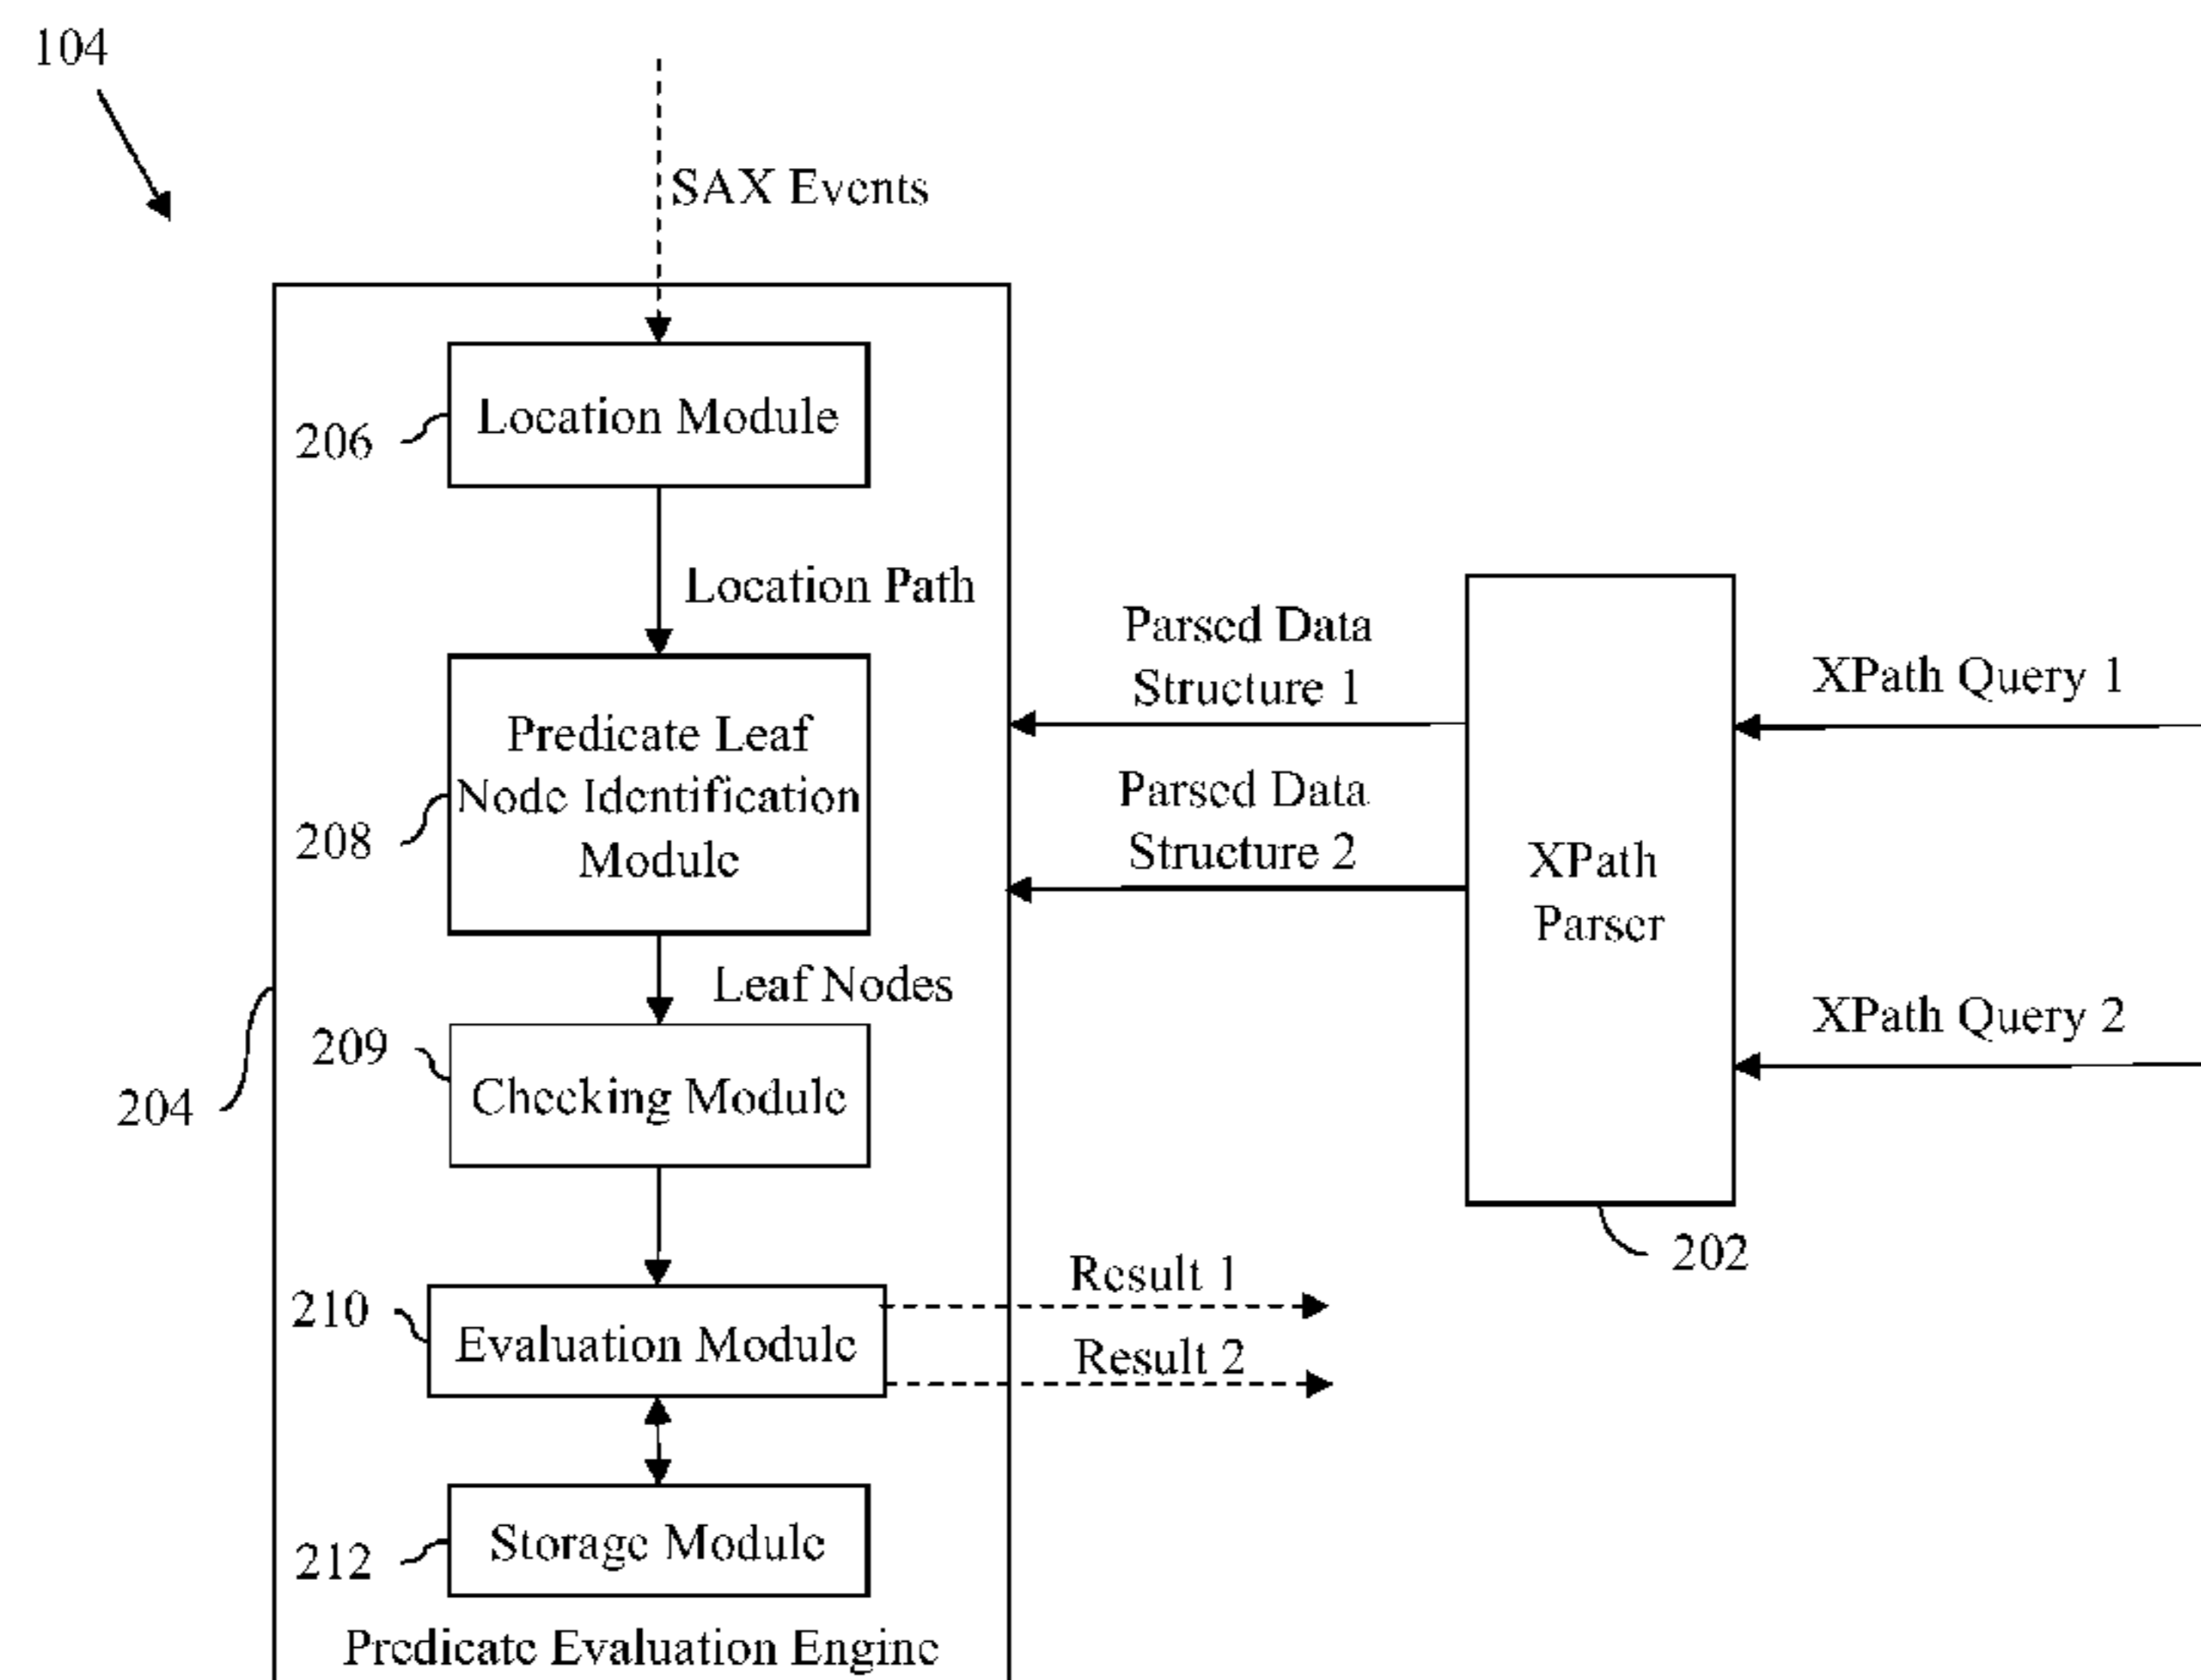 104
SAX Events
Location Module
206
Location Path
Parsed Data
Structure 1
XPath Query 1
Predicate Leaf
Node Identification
Module
208
Parsed Data
Structure 2
XPath
Parser
Leaf Nodes
XPath Query 2
209
Checking Module
204
202
Result 1
210
Evaluation Module
Result 2
Storage Module
212
Predicate Evaluation Engine